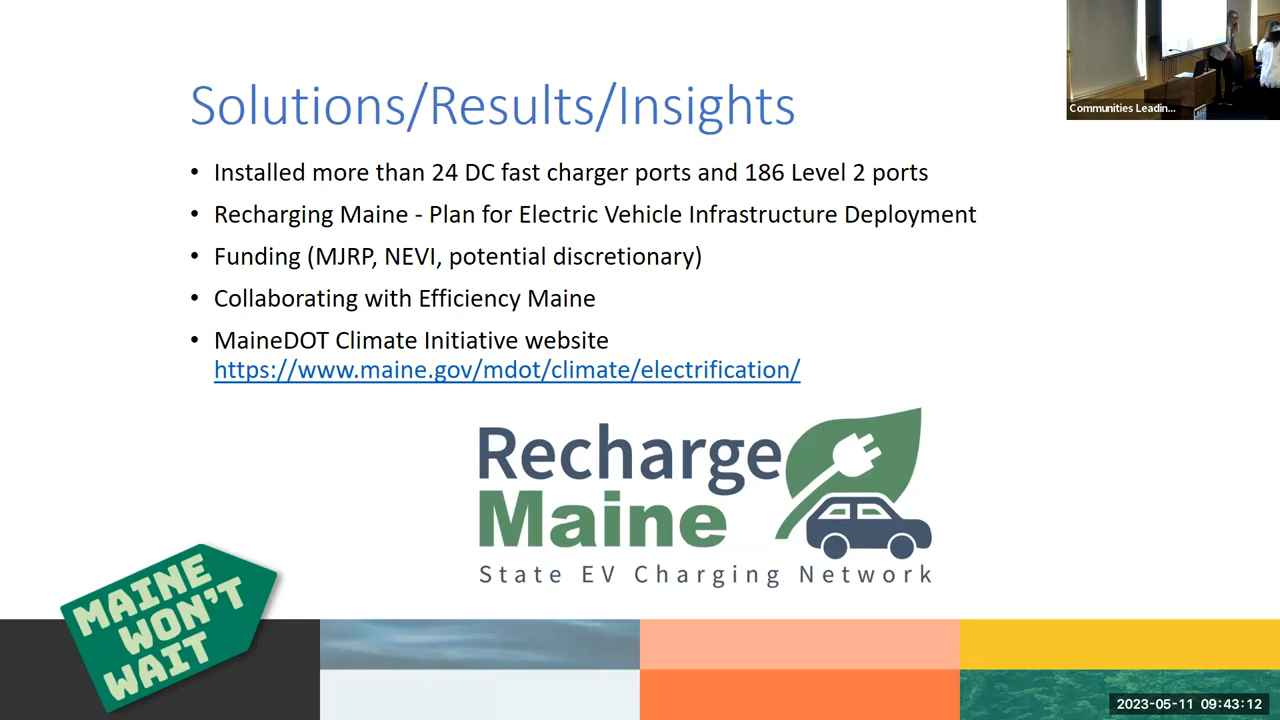 Solutions/Results/Insights
Communities Leadin...
• Installed more than 24 DC fast charger ports and 186 Level 2 ports
• Recharging Maine - Plan for Electric Vehicle Infrastructure Deployment
• Funding (MJRP, NEVI, potential discretionary)
• Collaborating with Efficiency Maine
• MaineDOT Climate Initiative website
https://www.maine.gov/mdot/climate/electrification/
Recharge
Maine
State EV Charging Network
MAINE
WON'T
WAIT
2023-05-11 09:43:12